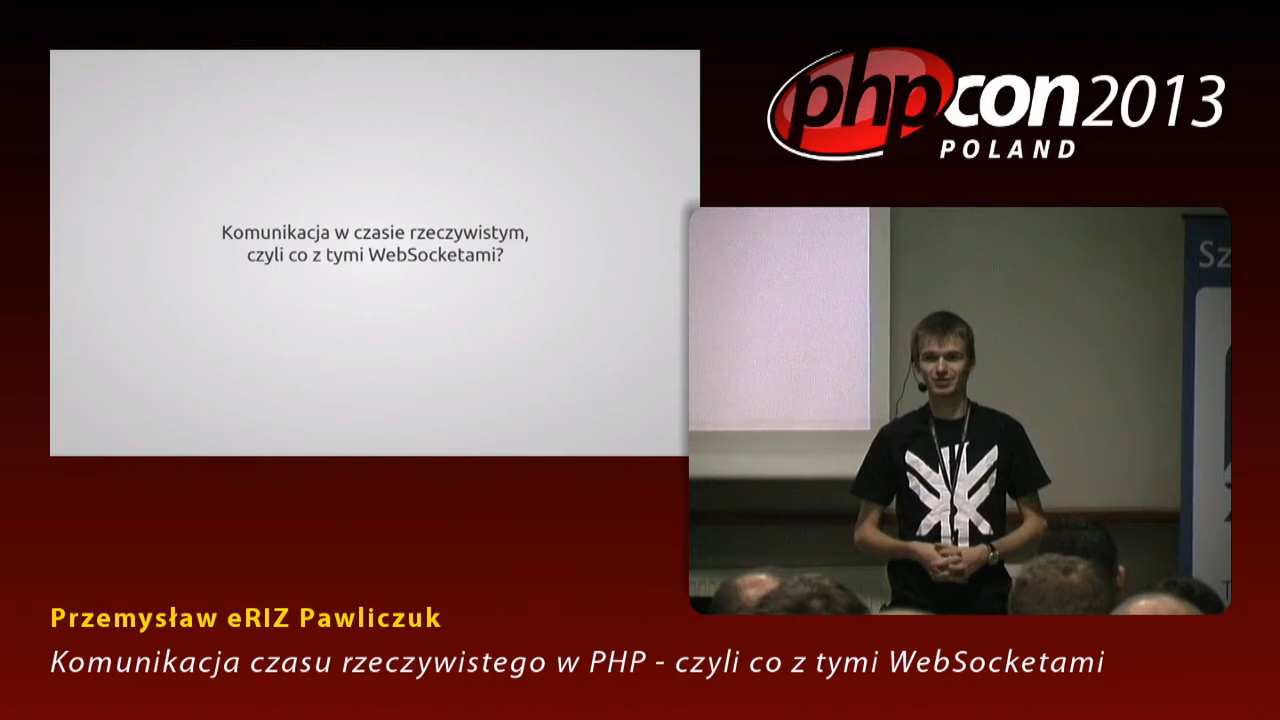 Komunikacja w czasie rzeczywistym,
czyli co z tymi WebSocketami?
phpcon2013
POLAND
Sz
Przemysław eRIZ Pawliczuk
Komunikacja czasu rzeczywistego w PHP - czyli co z tymi WebSocketami